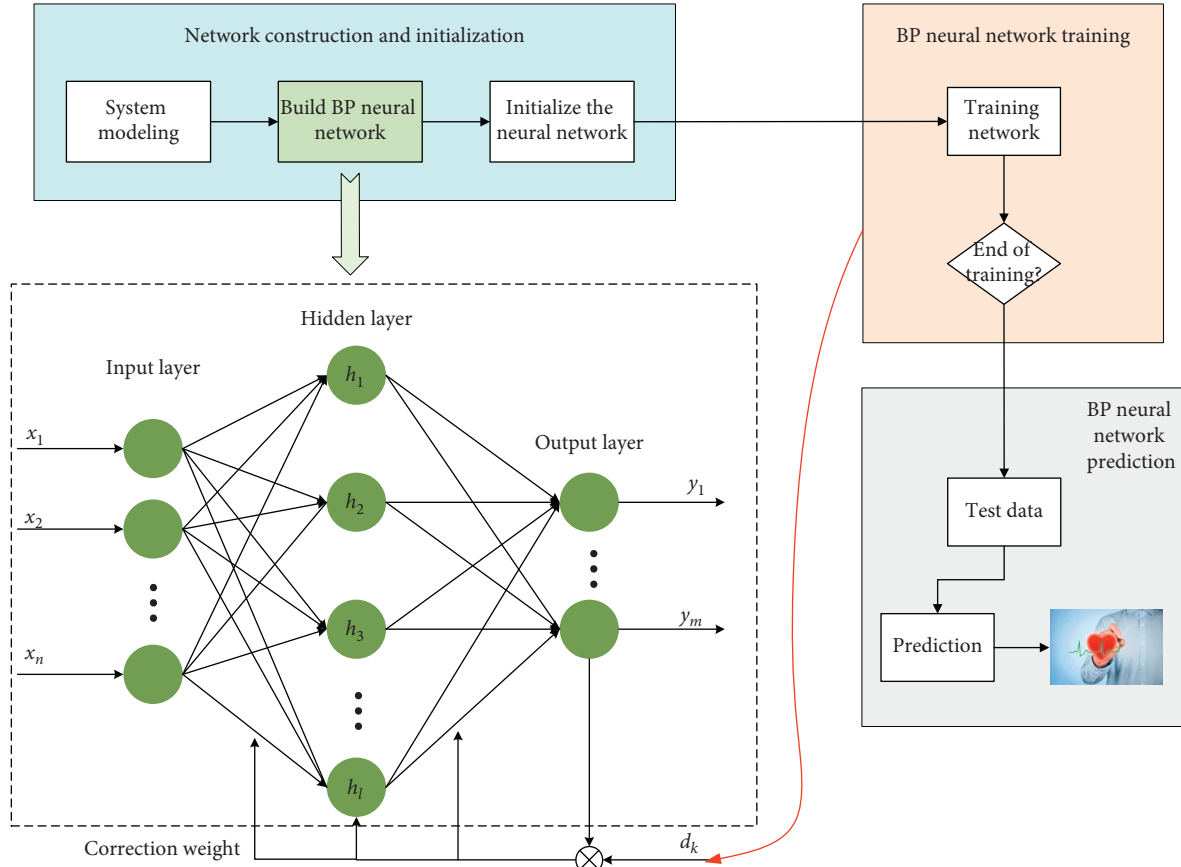 Network construction and initialization
System
modeling
Build BP neural
network
Initialize the
neural network
BP neural network training
Training
network
End of
training?
BP neural
network
prediction
Test data
Prediction
Hidden layer
Input layer
Output layer
x₁
x₂
xₙ
h₁
h₂
h₃
hₗ
y₁
yₘ
Correction weight
dₖ